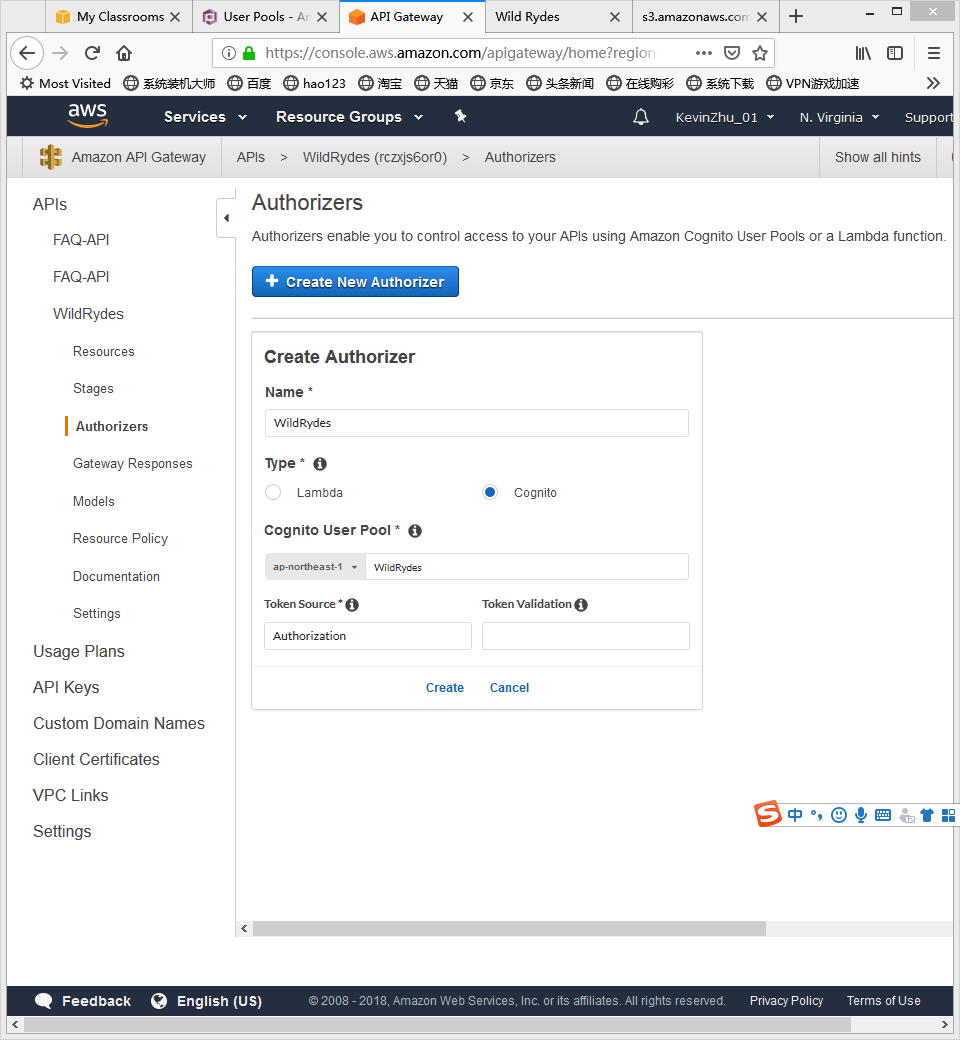 My Classrooms
User Pools - A
API Gateway
Wild Rydes
s3.amazonaws.com
https://console.aws.amazon.com/apigateway/home?region
Most Visited 系统装机大师 百度 hao123 淘宝 天猫 京东 头条新闻 在线购彩 系统下载 VPN游戏加速
aws Services Resource Groups KevinZhu_01 N. Virginia Support
Amazon API Gateway APIs > WildRydes (rczxjs6or0) > Authorizers Show all hints
APIs
FAQ-API
FAQ-API
WildRydes
Resources
Stages
Authorizers
Gateway Responses
Models
Resource Policy
Documentation
Settings
Usage Plans
API Keys
Custom Domain Names
Client Certificates
VPC Links
Settings
Authorizers
Authorizers enable you to control access to your APIs using Amazon Cognito User Pools or a Lambda function.
+ Create New Authorizer
Create Authorizer
Name *
WildRydes
Type *
Lambda Cognito
Cognito User Pool *
ap-northeast-1 WildRydes
Token Source * Token Validation
Authorization
Create Cancel
S 中
Feedback English (US) © 2008 - 2018, Amazon Web Services, Inc. or its affiliates. All rights reserved. Privacy Policy Terms of Use